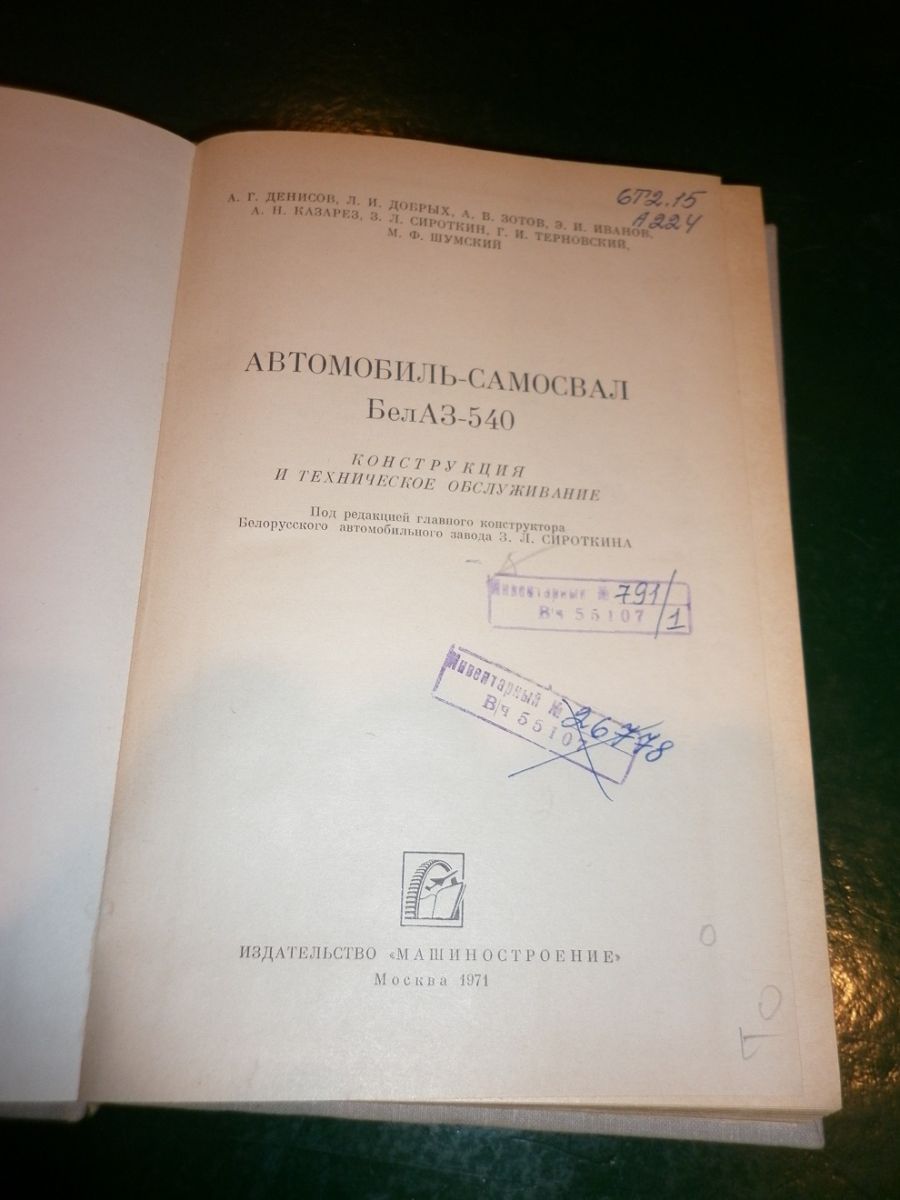 6Т2.15
А224
А. Г. ДЕНИСОВ, Л. И. ДОБРЫХ, А. В. ЗОТОВ, Э. И. ИВАНОВ,
А. Н. КАЗАРЕЗ, З. Л. СИРОТКИН, Г. И. ТЕРНОВСКИЙ,
М. Ф. ШУМСКИЙ
АВТОМОБИЛЬ-САМОСВАЛ
БелАЗ-540
КОНСТРУКЦИЯ
И ТЕХНИЧЕСКОЕ ОБСЛУЖИВАНИЕ
Под редакцией главного конструктора
Белорусского автомобильного завода З. Л. СИРОТКИНА
Инвентарный № 791/1
В/ч 55107
Инвентарный № 26778
В/ч 55107
ИЗДАТЕЛЬСТВО «МАШИНОСТРОЕНИЕ»
Москва 1971